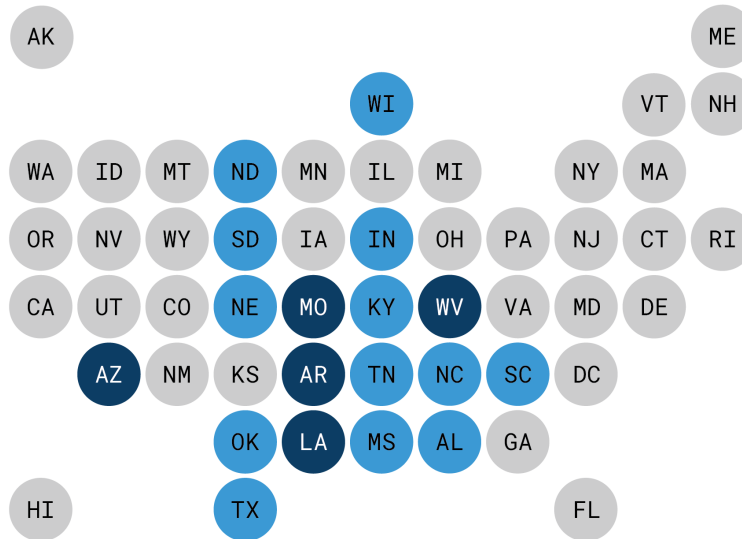 AK ME
WI VT NH
WA ID MT ND MN IL MI NY MA
OR NV WY SD IA IN OH PA NJ CT RI
CA UT CO NE MO KY WV VA MD DE
AZ NM KS AR TN NC SC DC
OK LA MS AL GA
HI TX FL